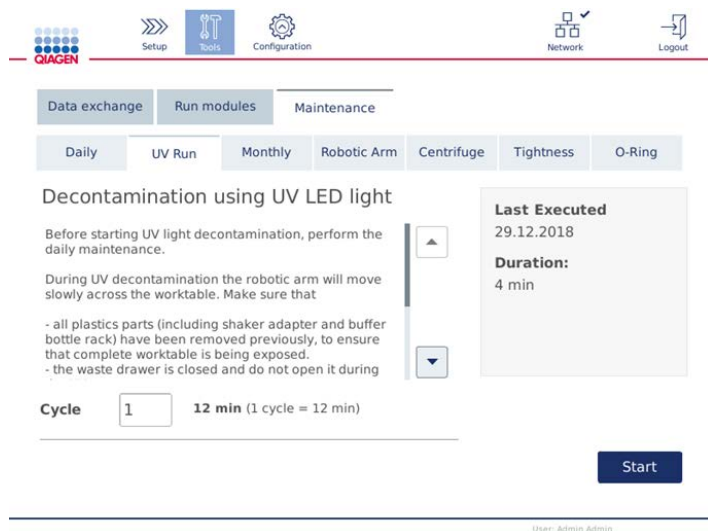 QIAGEN
Setup
Tools
Configuration
Network
Logout
Data exchange
Run modules
Maintenance
Daily
UV Run
Monthly
Robotic Arm
Centrifuge
Tightness
O-Ring
Decontamination using UV LED light
Before starting UV light decontamination, perform the
daily maintenance.
During UV decontamination the robotic arm will move
slowly across the worktable. Make sure that
- all plastics parts (including shaker adapter and buffer
bottle rack) have been removed previously, to ensure
that complete worktable is being exposed.
- the waste drawer is closed and do not open it during
Last Executed
29.12.2018
Duration:
4 min
Cycle
1
12 min (1 cycle = 12 min)
Start
User: Admin Admin